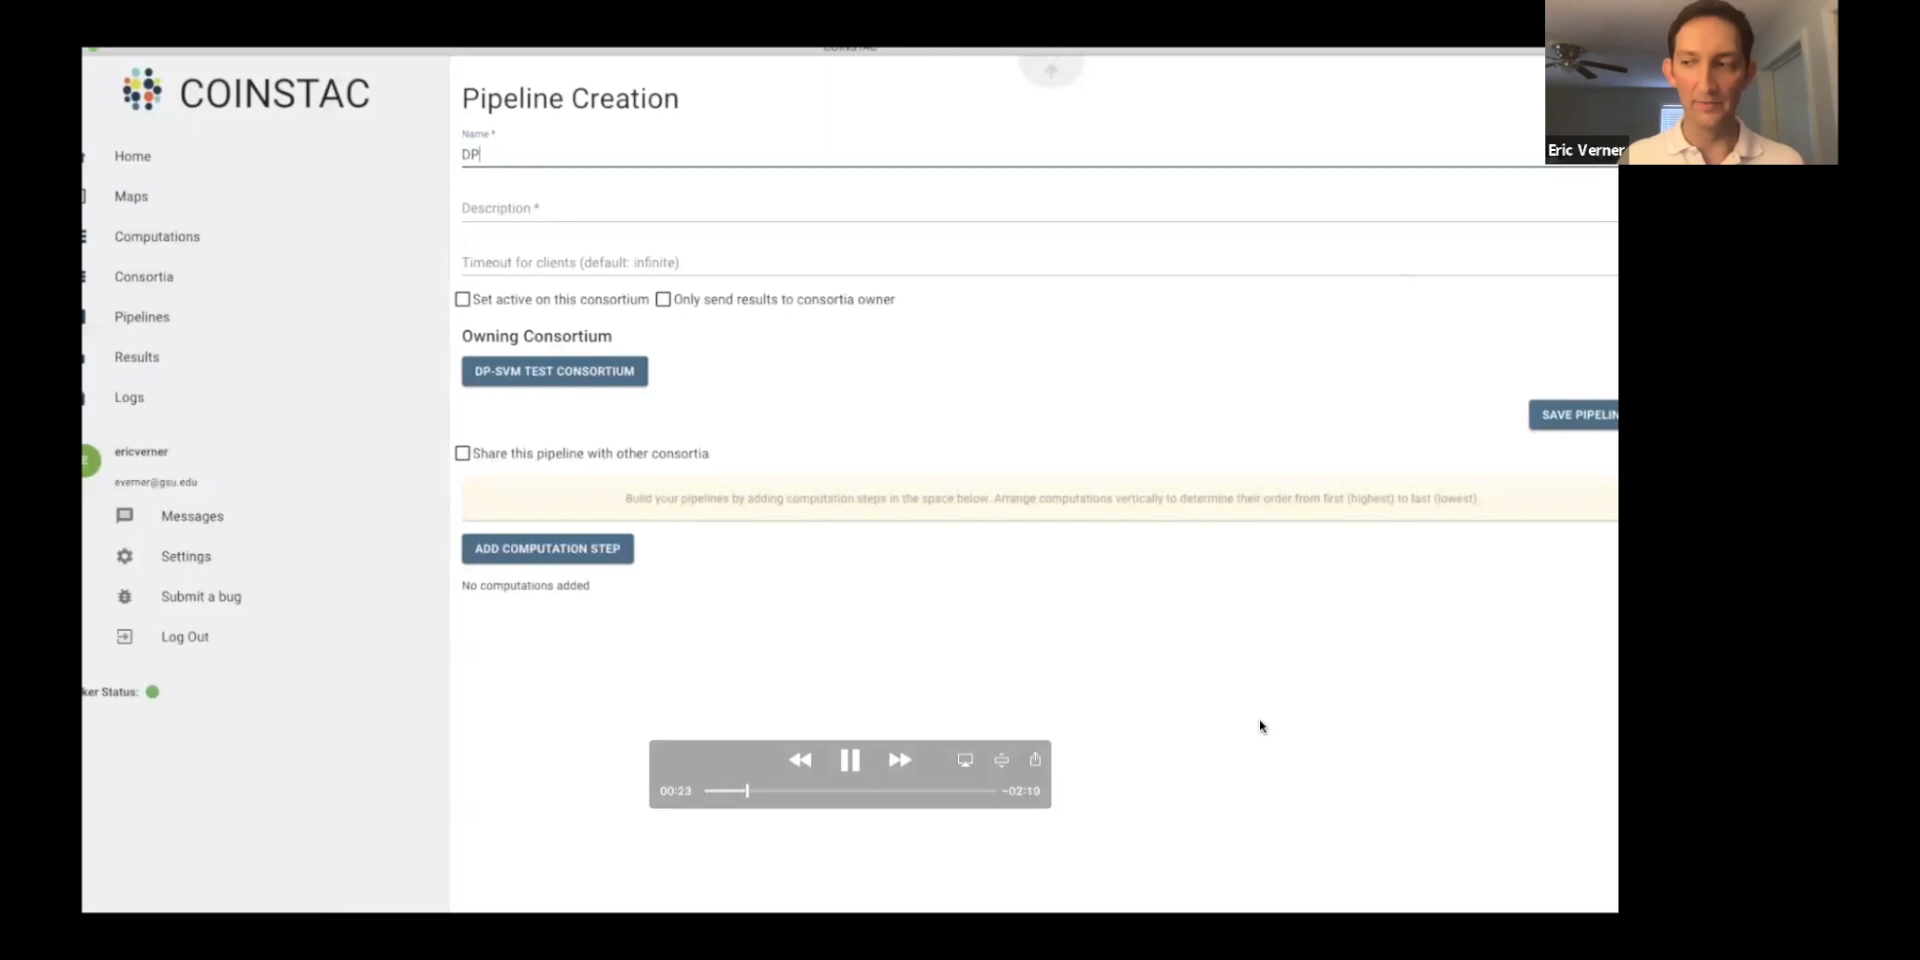 COINSTAC
COINSTAC
Home
Maps
Computations
Consortia
Pipelines
Results
Logs
E
ericverner
everner@gsu.edu
Messages
Settings
Submit a bug
Log Out
ker Status:
Pipeline Creation
Name *
DP
Description *
Timeout for clients (default: infinite)
Set active on this consortium Only send results to consortia owner
Owning Consortium
DP-SVM TEST CONSORTIUM
SAVE PIPELIN
Share this pipeline with other consortia
Build your pipelines by adding computation steps in the space below. Arrange computations vertically to determine their order from first (highest) to last (lowest).
ADD COMPUTATION STEP
No computations added
00:23
-02:10
Eric Verner